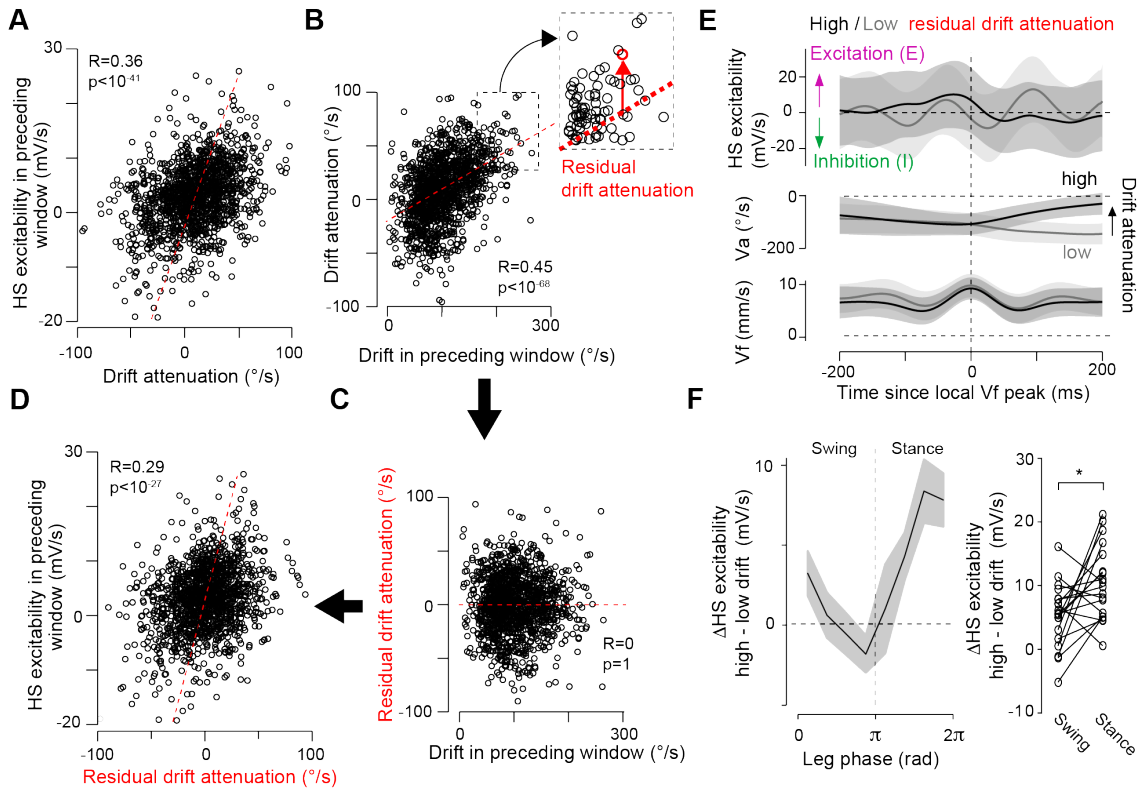 A
R=0.36
p<10-41
HS excitability in preceding
window (mV/s)
30
0
-20
-100
0
100
Drift attenuation (°/s)
B
Drift attenuation (°/s)
100
0
-100
R=0.45
p<10-68
0
300
Drift in preceding window (°/s)
Residual
drift attenuation
E
High / Low residual drift attenuation
Excitation (E)
Inhibition (I)
HS excitability
(mV/s)
20
0
-20
high
low
Va (°/s)
0
-200
Drift attenuation
Vf (mm/s)
10
0
-200
0
200
Time since local Vf peak (ms)
D
R=0.29
p<10-27
HS excitability in preceding
window (mV/s)
30
0
-20
0
0
100
Residual drift attenuation (°/s)
C
Residual drift attenuation (°/s)
100
0
-100
R=0
p=1
0
300
Drift in preceding window (°/s)
F
Swing
Stance
ΔHS excitability
high - low drift (mV/s)
10
0
0
π
2π
Leg phase (rad)
ΔHS excitability
high - low drift (mV/s)
30
20
10
0
-10
*
Swing
Stance